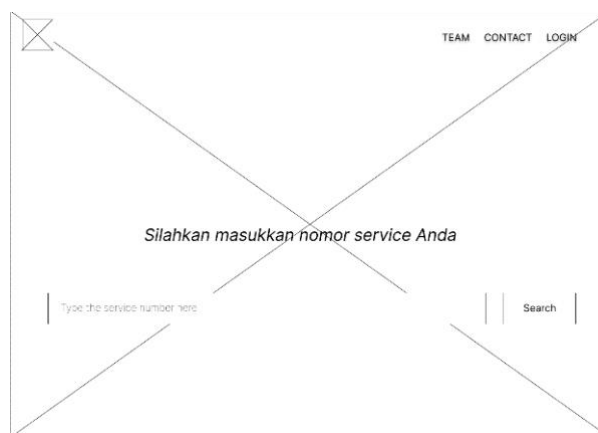 TEAM CONTACT LOGIN
Silahkan masukkan nomor service Anda
Type the service number here Search